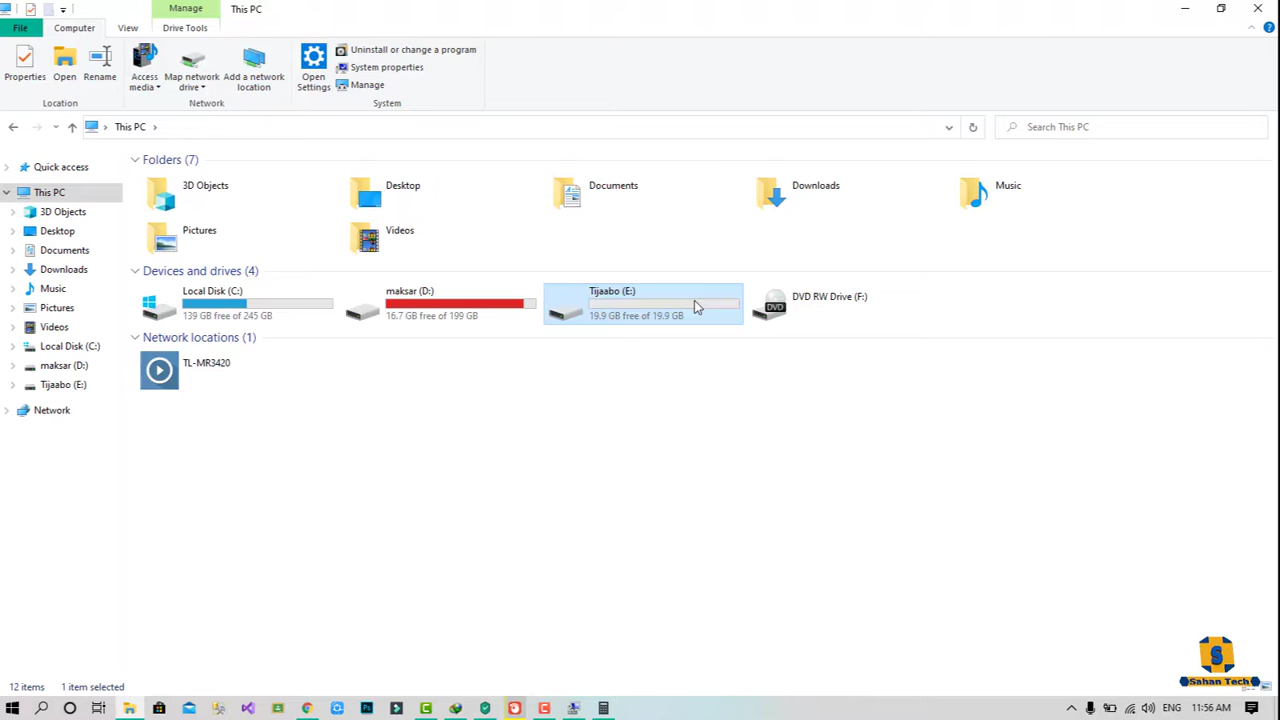 Manage
This PC
File
Computer
View
Drive Tools
Properties
Open
Rename
Access
media
Map network
drive
Add a network
location
Open
Settings
Uninstall or change a program
System properties
Manage
Location
Network
System
This PC
Search This PC
Quick access
This PC
3D Objects
Desktop
Documents
Downloads
Music
Pictures
Videos
Local Disk (C:)
maksar (D:)
Tijaabo (E:)
Network
Folders (7)
3D Objects
Desktop
Documents
Downloads
Music
Pictures
Videos
Devices and drives (4)
Local Disk (C:)
139 GB free of 245 GB
maksar (D:)
16.7 GB free of 199 GB
Tijaabo (E:)
19.9 GB free of 19.9 GB
DVD
DVD RW Drive (F:)
Network locations (1)
TL-MR3420
S
Sahan Tech
12 items
1 item selected
Ps
ENG
11:56 AM